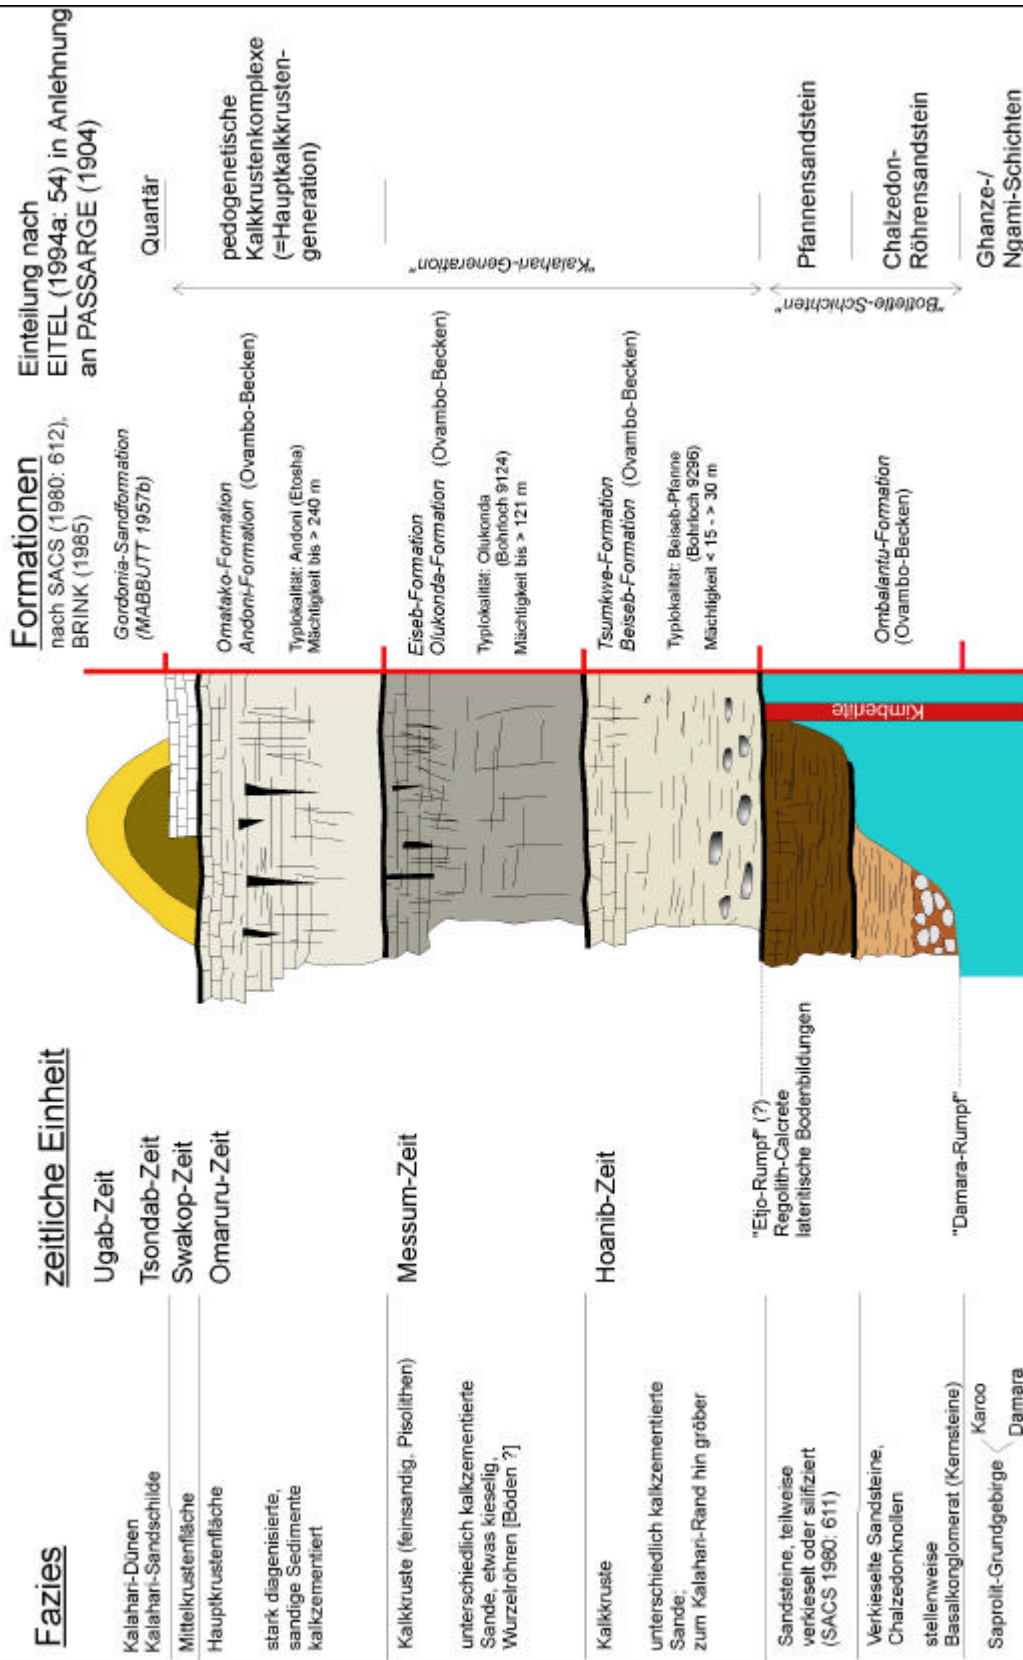 Fazies
Kalahari-Dünen
Kalahari-Sandschilde
Mittelkrustenfläche
Hauptkrustenfläche
stark diagenisierte,
sandige Sedimente
kalkzementiert
Kalkkruste (feinsandig, Pisolithen)
unterschiedlich kalkzementierte
Sande, etwas kieselig,
Wurzelröhren [Böden ?]
Kalkkruste
unterschiedlich kalkzementierte
Sande;
zum Kalahari-Rand hin gröber
Sandsteine, teilweise
verkieselt oder silifiziert
(SACS 1980: 611)
Verkieselte Sandsteine,
Chalzedonknollen
stellenweise
Basalkonglomerat (Kernsteine)
Saprolit-Grundgebirge
Karoo
Damara
zeitliche Einheit
Ugab-Zeit
Tsondab-Zeit
Swakop-Zeit
Omaruru-Zeit
Messum-Zeit
Hoanib-Zeit
"Etjo-Rumpf" (?)
Regolith-Calcrete
lateritische Bodenbildungen
"Damara-Rumpf"
Kimberlite
Formationen
nach SACS (1980: 612),
BRINK (1985)
Gordonia-Sandformation
(MABBUTT 1957b)
Omatako-Formation
Andoni-Formation (Ovambo-Becken)
Typlokalität: Andoni (Etosha)
Mächtigkeit bis > 240 m
Eiseb-Formation
Olukonda-Formation (Ovambo-Becken)
Typlokalität: Olukonda
(Bohrloch 9124)
Mächtigkeit bis > 121 m
Tsumkwe-Formation
Beiseb-Formation (Ovambo-Becken)
Typlokalität: Beiseb-Pfanne
(Bohrloch 9296)
Mächtigkeit < 15 - > 30 m
Ombalantu-Formation
(Ovambo-Becken)
Einteilung nach
EITEL (1994a: 54) in Anlehnung
an PASSARGE (1904)
Quartär
pedogenetische
Kalkkrustenkomplexe
(=Hauptkalkkrusten-
generation)
"Kalahari-Generation"
Pfannensandstein
Chalzedon-
Röhrensandstein
"Botletle-Schichten"
Ghanze-/
Ngami-Schichten